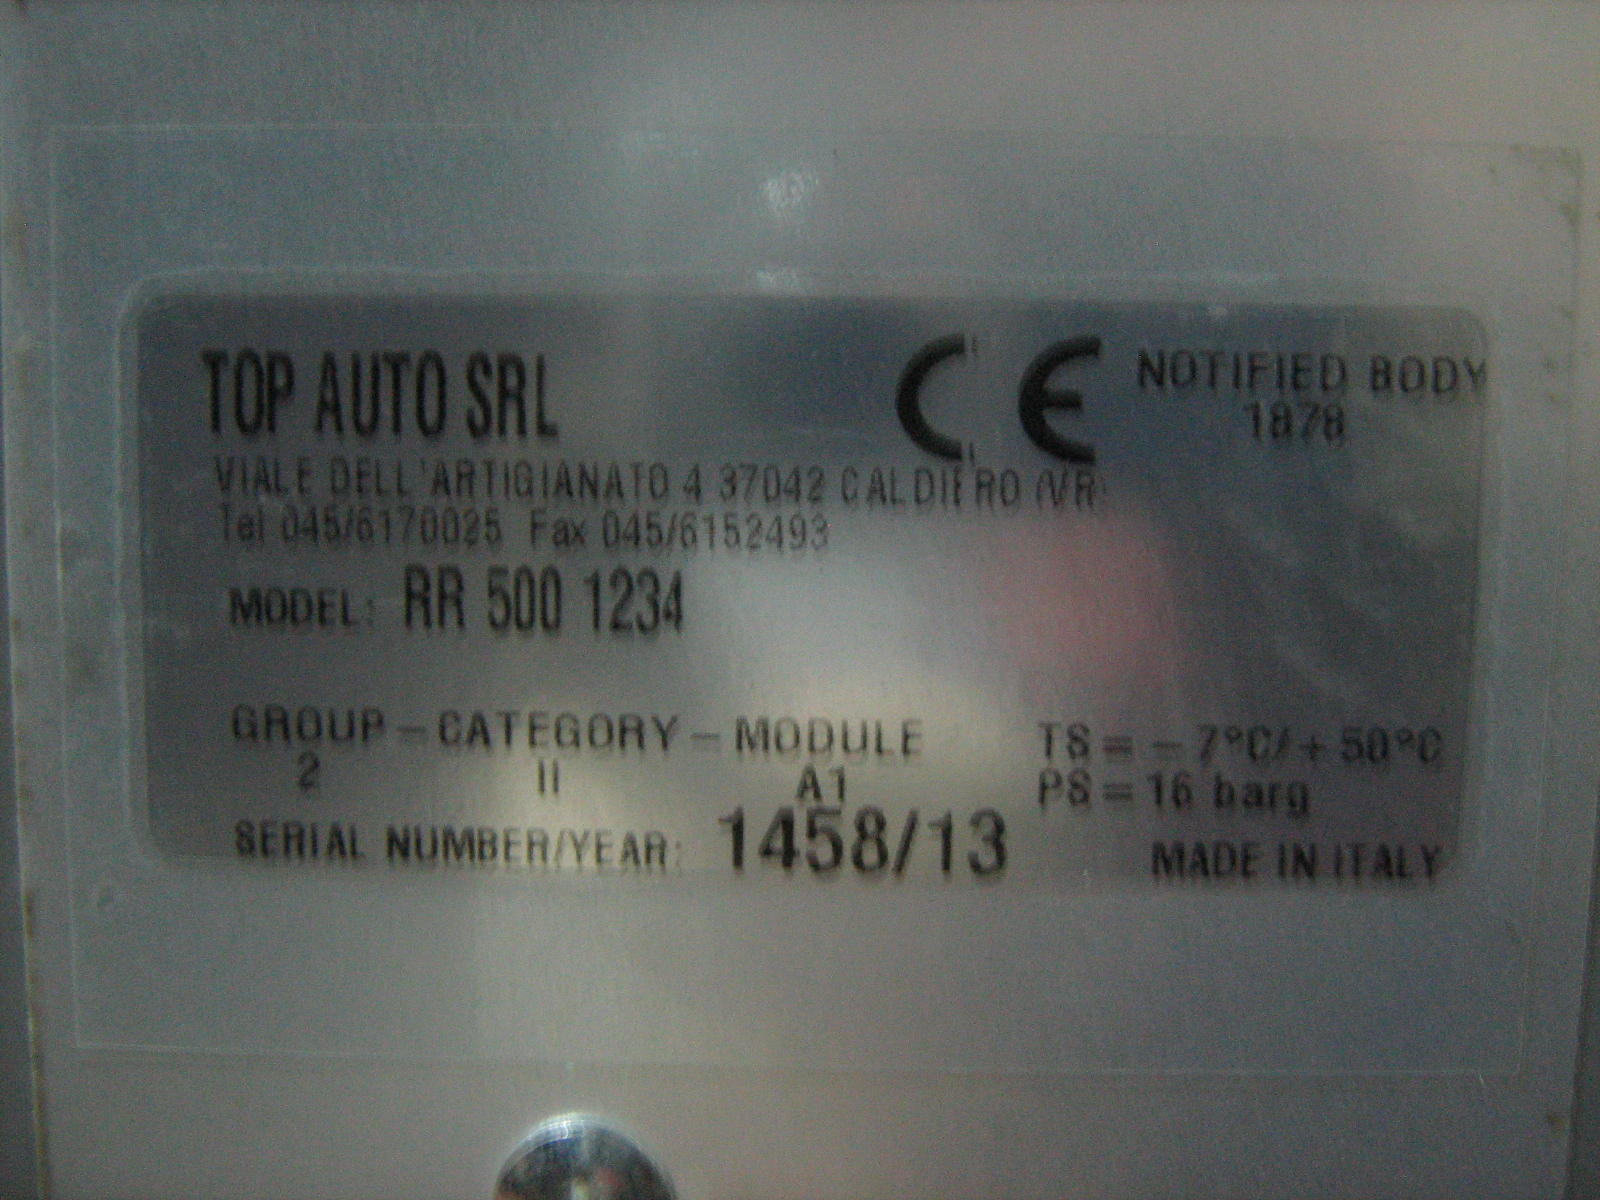 TOP AUTO SRL
CE NOTIFIED BODY
1878
VIALE DELL'ARTIGIANATO 4 37042 CALDIERO (VR)
Tel 045/6170025 Fax 045/6152493
MODEL: RR 500 1234
GROUP - CATEGORY - MODULE
2 II A1
TS = - 7°C/+ 50°C
PS = 16 barg
SERIAL NUMBER/YEAR: 1458/13
MADE IN ITALY